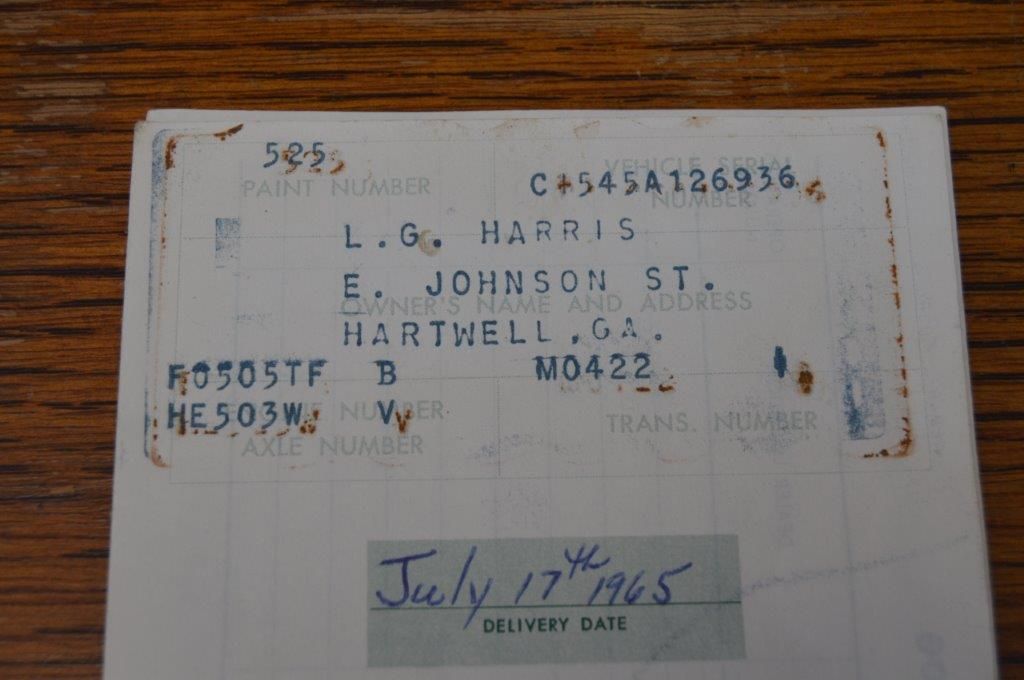 525
PAINT NUMBER
VEHICLE SERIAL
C+545A126936
NUMBER
L.G. HARRIS
E. JOHNSON ST.
OWNER'S NAME AND ADDRESS
HARTWELL,GA.
F0505TF B M0422
HE503W V
NUMBER
TRANS. NUMBER
AXLE NUMBER
July 17th 1965
DELIVERY DATE